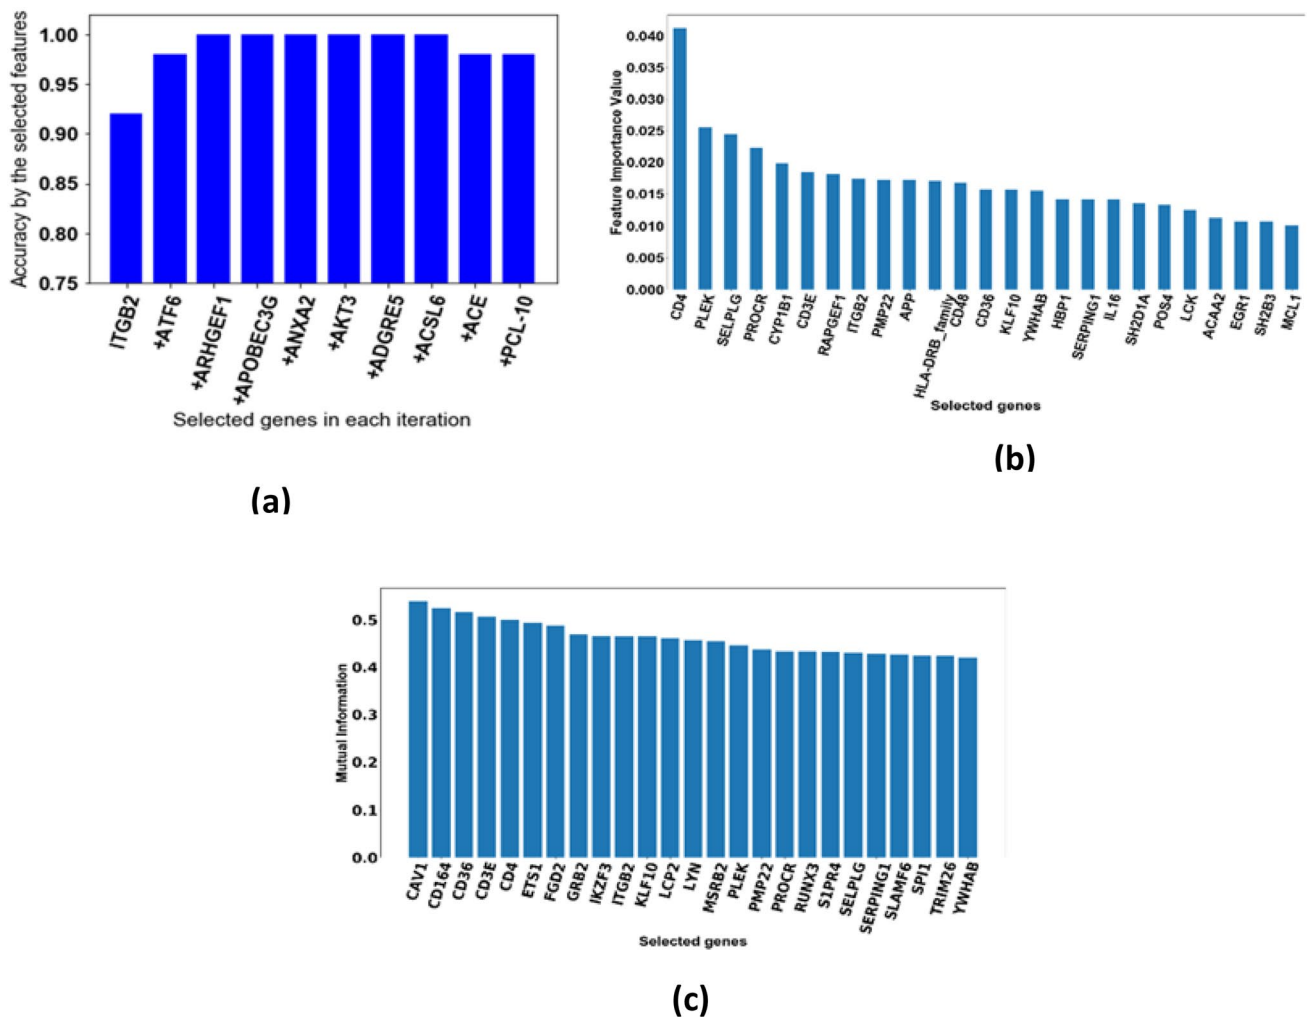 Accuracy by the selected features
1.00
0.95
0.90
0.85
0.80
0.75
ITGB2
+ATF6
+ARHGEF1
+APOBEC3G
+ANXA2
+AKT3
+ADGRE5
+ACSL6
+ACE
+PCL-10
Selected genes in each iteration
(a)
Feature Importance Value
0.040
0.035
0.030
0.025
0.020
0.015
0.010
0.005
0.000
CD4
PLEK
SELPLG
PROCR
CYP1B1
CD3E
RAPGEF1
ITGB2
PMP22
APP
HLA-DRB_family
CD48
CD36
KLF10
YWHAB
HBP1
SERPING1
IL16
SH2D1A
POS4
LCK
ACAA2
EGR1
SH2B3
MCL1
Selected genes
(b)
Mutual Information
0.5
0.4
0.3
0.2
0.1
0.0
CAV1
CD164
CD36
CD3E
CD4
ETS1
FGD2
GRB2
IKZF3
ITGB2
KLF10
LCP2
LYN
MSRB2
PLEK
PMP22
PROCR
RUNX3
S1PR4
SELPLG
SERPING1
SLAMF6
SPI1
TRIM26
YWHAB
Selected genes
(c)